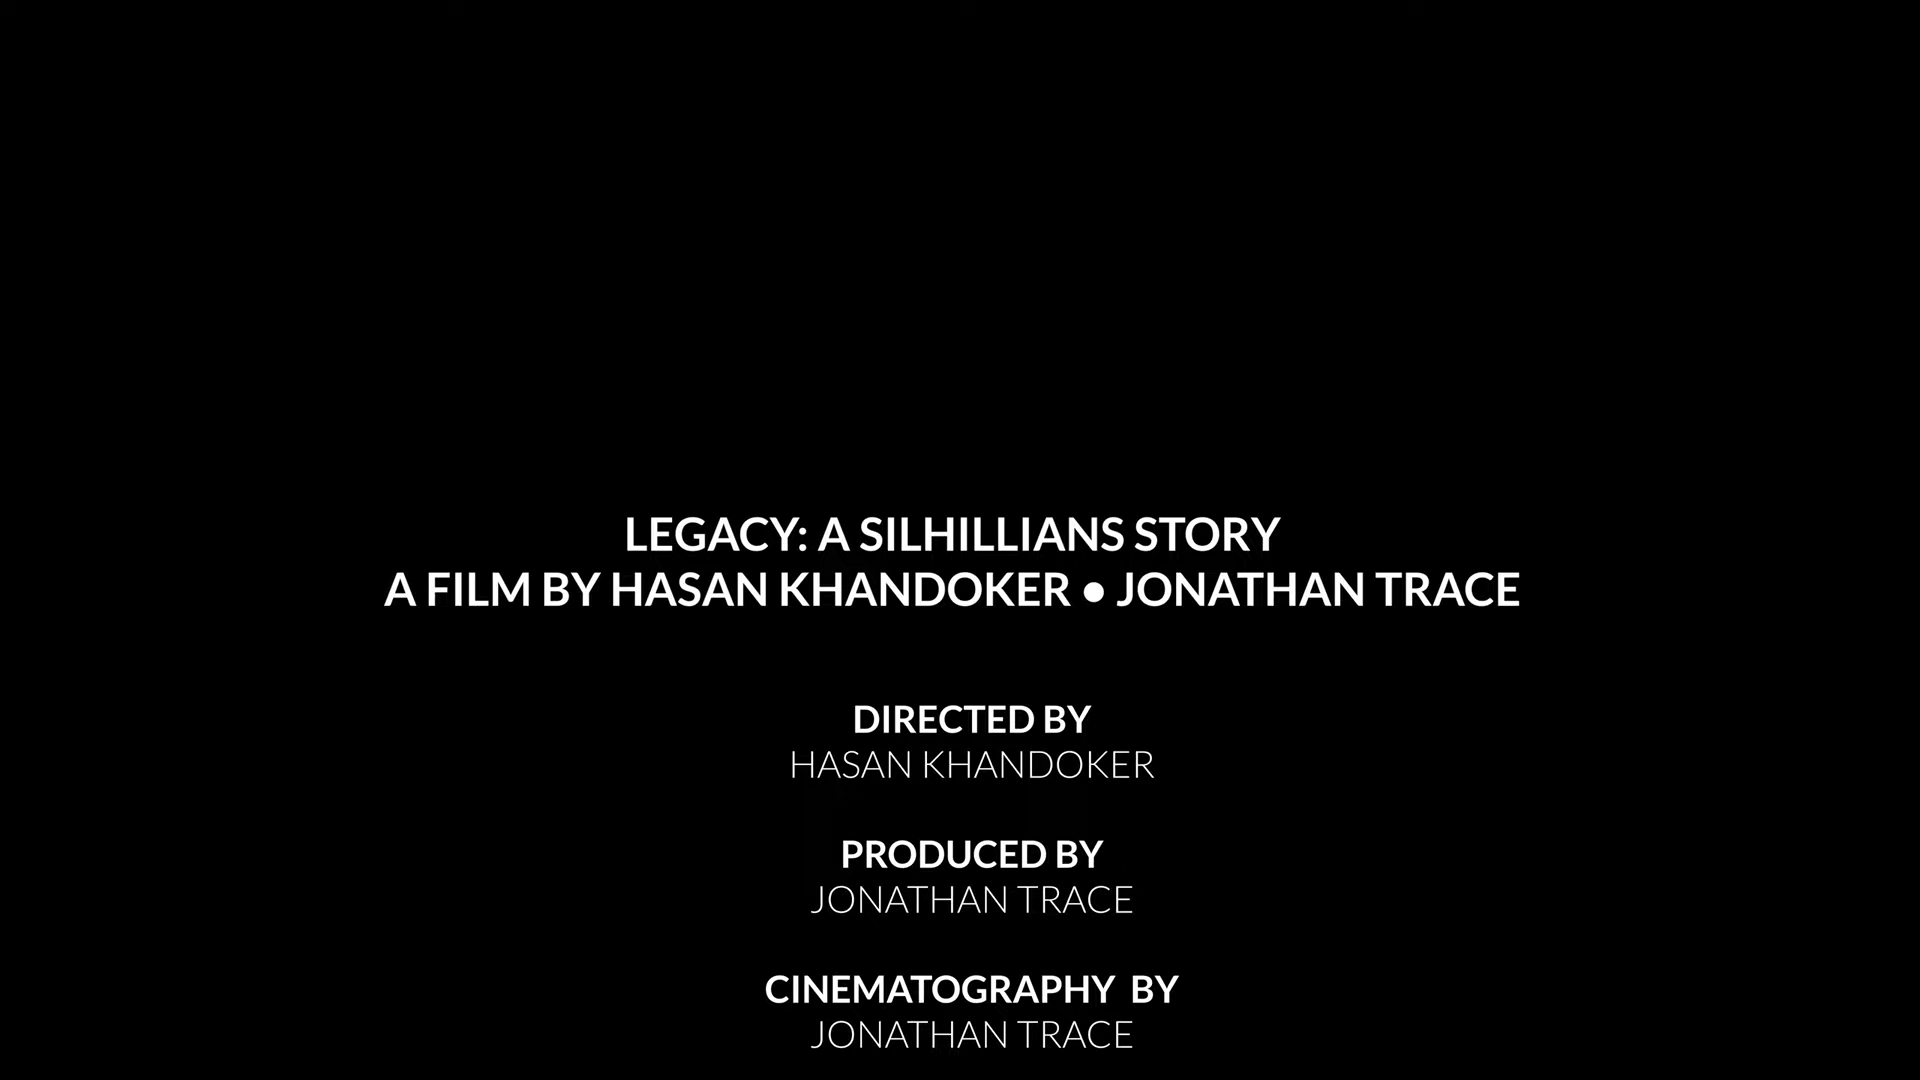 LEGACY: A SILHILLIANS STORY
A FILM BY HASAN KHANDOKER ● JONATHAN TRACE
DIRECTED BY
HASAN KHANDOKER
PRODUCED BY
JONATHAN TRACE
CINEMATOGRAPHY BY
JONATHAN TRACE